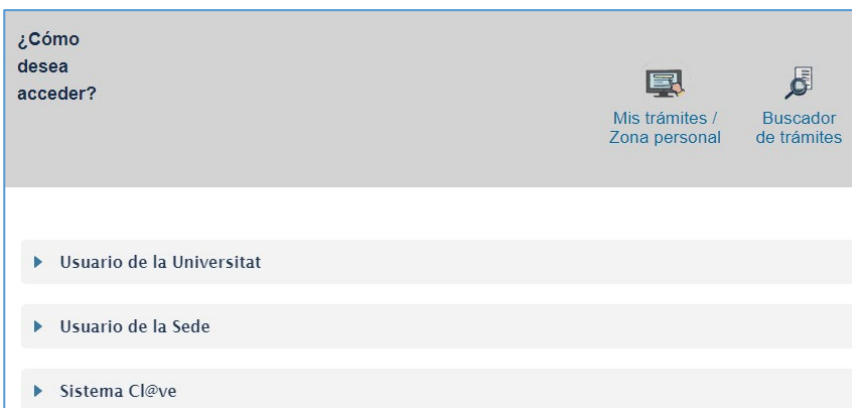 ¿Cómo
desea
acceder?
Mis trámites /
Zona personal
Buscador
de trámites
Usuario de la Universitat
Usuario de la Sede
Sistema Cl@ve